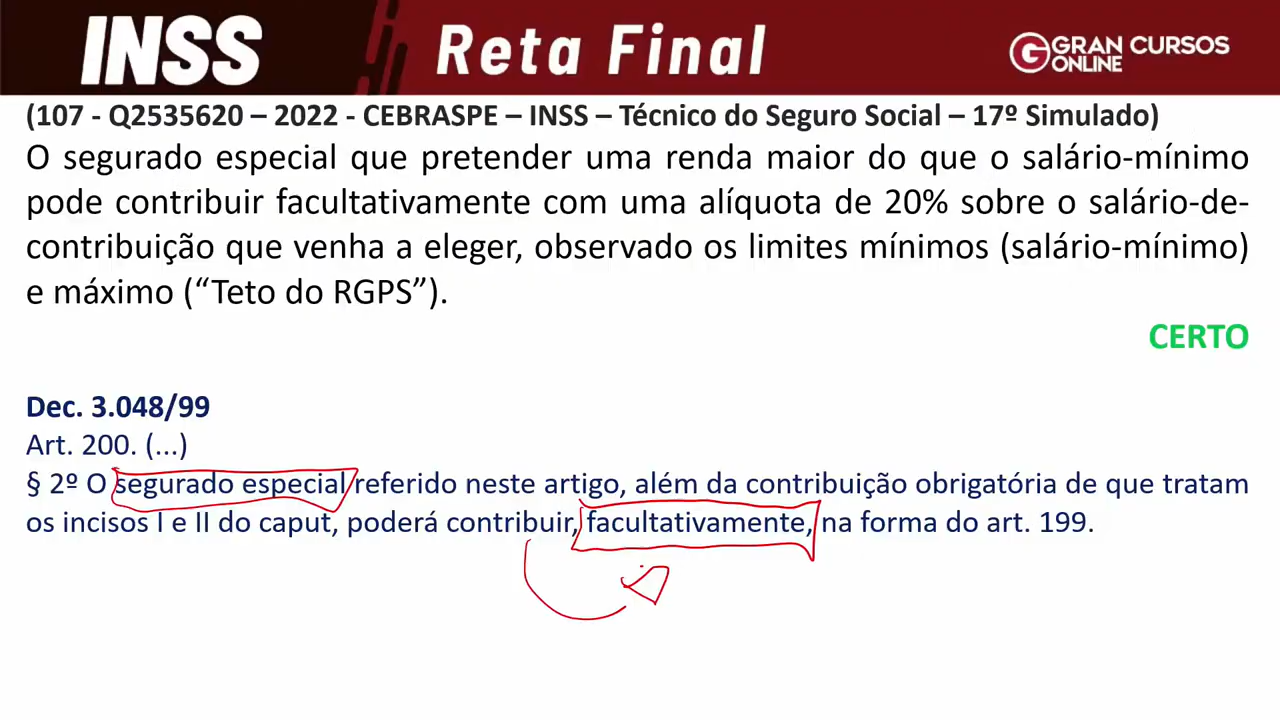 INSS
Reta Final
GRAN CURSOS
ONLINE
(107 - Q2535620 – 2022 - CEBRASPE – INSS – Técnico do Seguro Social – 17º Simulado)
O segurado especial que pretender uma renda maior do que o salário-mínimo
pode contribuir facultativamente com uma alíquota de 20% sobre o salário-de-
contribuição que venha a eleger, observado os limites mínimos (salário-mínimo)
e máximo (“Teto do RGPS”).
CERTO
Dec. 3.048/99
Art. 200. (...)
§ 2º O segurado especial referido neste artigo, além da contribuição obrigatória de que tratam
os incisos I e II do caput, poderá contribuir, facultativamente, na forma do art. 199.